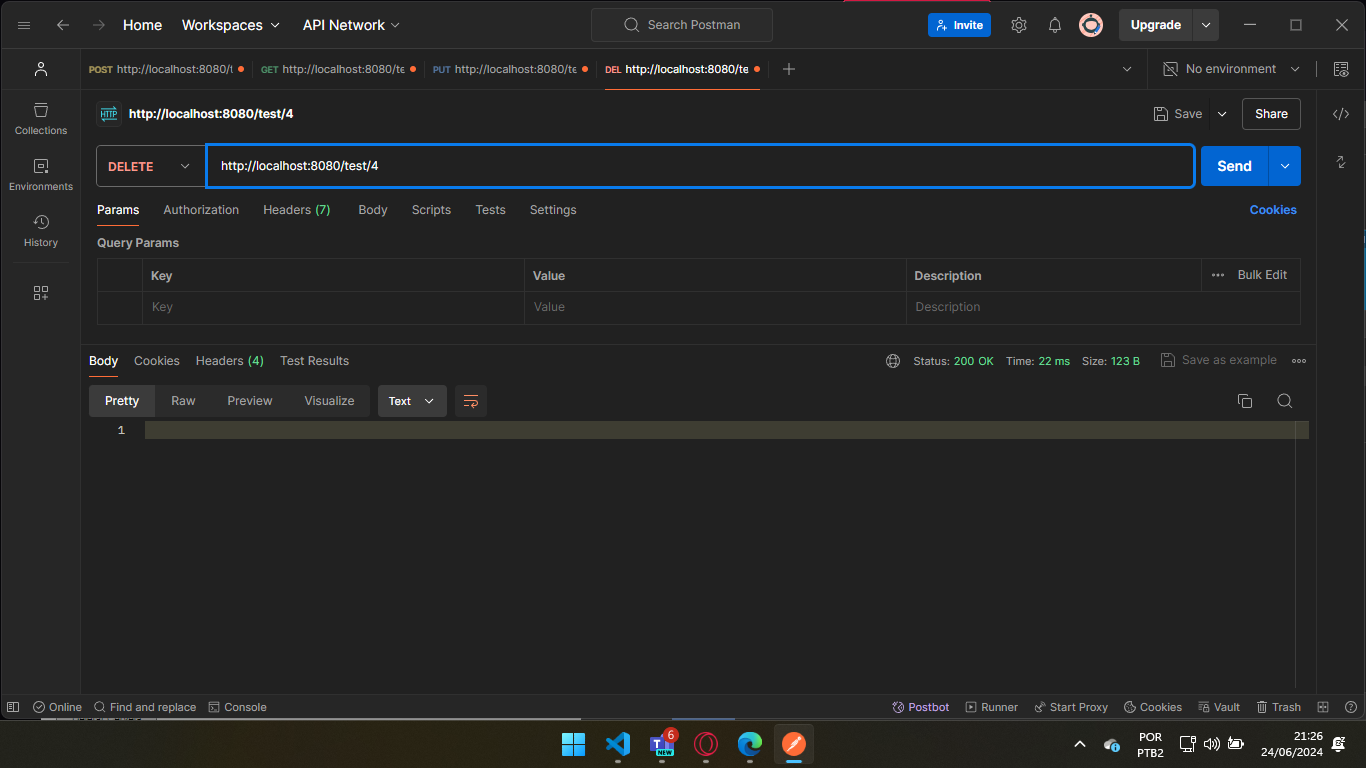 Home Workspaces API Network Search Postman Invite Upgrade
POST http://localhost:8080/t GET http://localhost:8080/te PUT http://localhost:8080/te DEL http://localhost:8080/te No environment
HTTP http://localhost:8080/test/4 Save Share
Collections
DELETE http://localhost:8080/test/4 Send
Environments
Params Authorization Headers (7) Body Scripts Tests Settings Cookies
History
Query Params
Key Value Description Bulk Edit
Key Value Description
Body Cookies Headers (4) Test Results Status: 200 OK Time: 22 ms Size: 123 B Save as example
Pretty Raw Preview Visualize Text
1
Online Find and replace Console Postbot Runner Start Proxy Cookies Vault Trash
6
NEW
POR
PTB2
21:26
24/06/2024